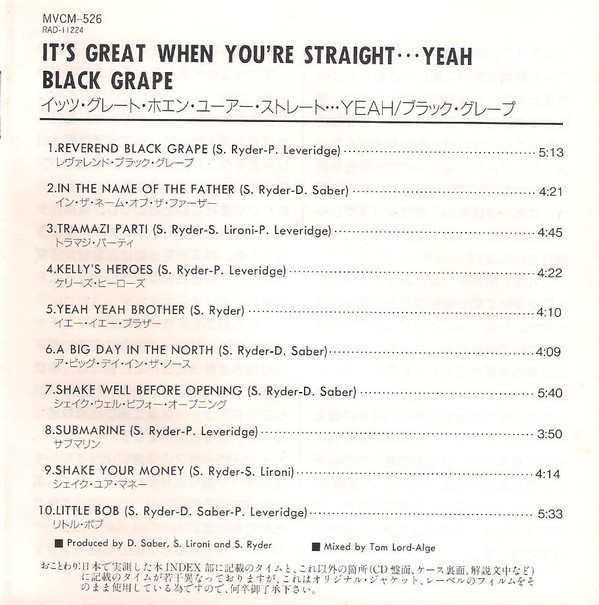 MVCM-526
RAD-11224
IT'S GREAT WHEN YOU'RE STRAIGHT…YEAH
BLACK GRAPE
イッツ・グレート・ホエン・ユーアー・ストレート…YEAH/ブラック・グレープ
1.REVEREND BLACK GRAPE (S. Ryder-P. Leveridge) 5:13
レヴァレンド・ブラック・グレープ
2.IN THE NAME OF THE FATHER (S. Ryder-D. Saber) 4:21
イン・ザ・ネーム・オブ・ザ・ファーザー
3.TRAMAZI PARTI (S. Ryder-S. Lironi-P. Leveridge) 4:45
トラマジ・パーティ
4.KELLY'S HEROES (S. Ryder-P. Leveridge) 4:22
ケリーズ・ヒーローズ
5.YEAH YEAH BROTHER (S. Ryder) 4:10
イエー・イエー・ブラザー
6.A BIG DAY IN THE NORTH (S. Ryder-D. Saber) 4:09
ア・ビッグ・デイ・イン・ザ・ノース
7.SHAKE WELL BEFORE OPENING (S. Ryder-D. Saber) 5:40
シェイク・ウェル・ビフォー・オープニング
8.SUBMARINE (S. Ryder-P. Leveridge) 3:50
サブマリン
9.SHAKE YOUR MONEY (S. Ryder-S. Lironi) 4:14
シェイク・ユア・マネー
10.LITTLE BOB (S. Ryder-D. Saber-P. Leveridge) 5:33
リトル・ボブ
■ Produced by D. Saber, S. Lironi and S. Ryder ■ Mixed by Tom Lord-Alge
おことわり:日本で実測した本INDEX部に記載のタイムと、これ以外の箇所(CD盤面、ケース裏面、解説文中など)
に記載のタイムが若干異なっておりますが、これはオリジナル・ジャケット、レーベルのフィルムをそ
のまま使用している為ですので、何卒御了承下さい。